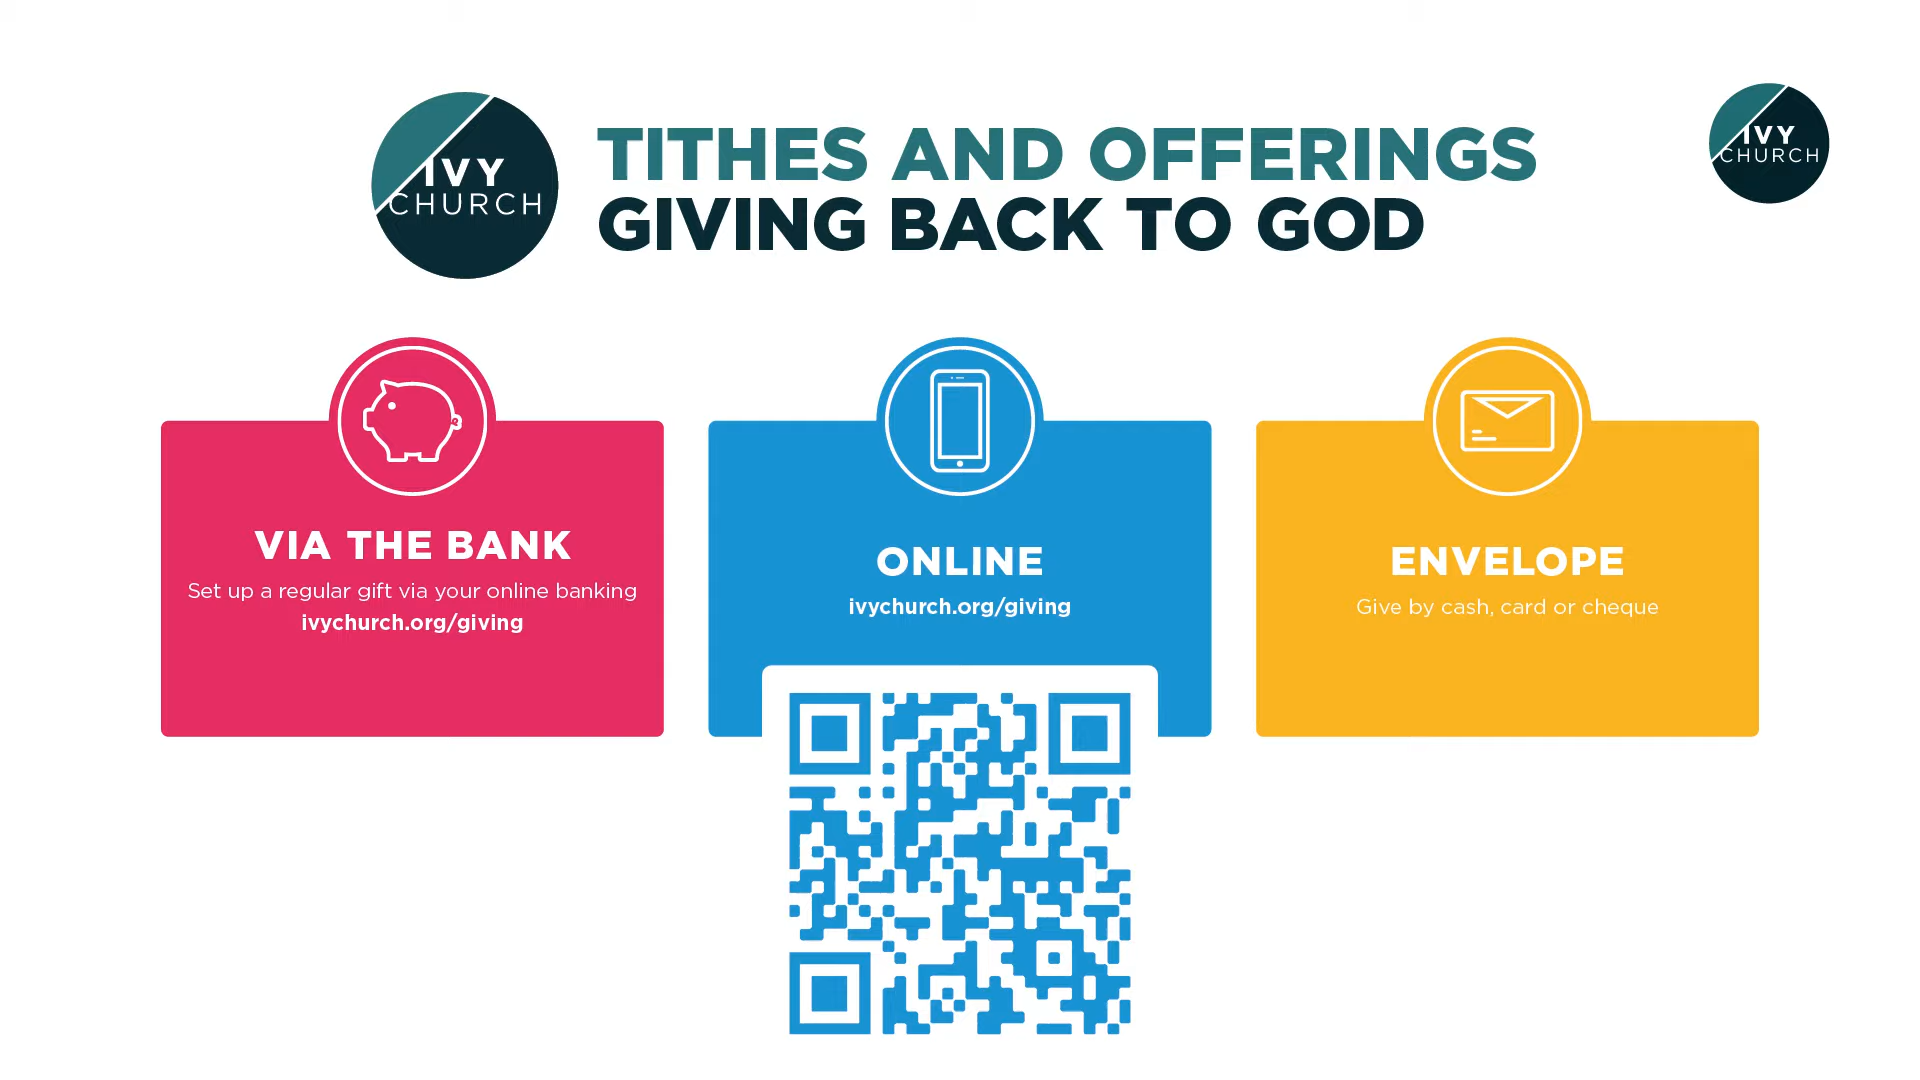 IVY
CHURCH
TITHES AND OFFERINGS
GIVING BACK TO GOD
IVY
CHURCH
VIA THE BANK
Set up a regular gift via your online banking
ivychurch.org/giving
ONLINE
ivychurch.org/giving
ENVELOPE
Give by cash, card or cheque